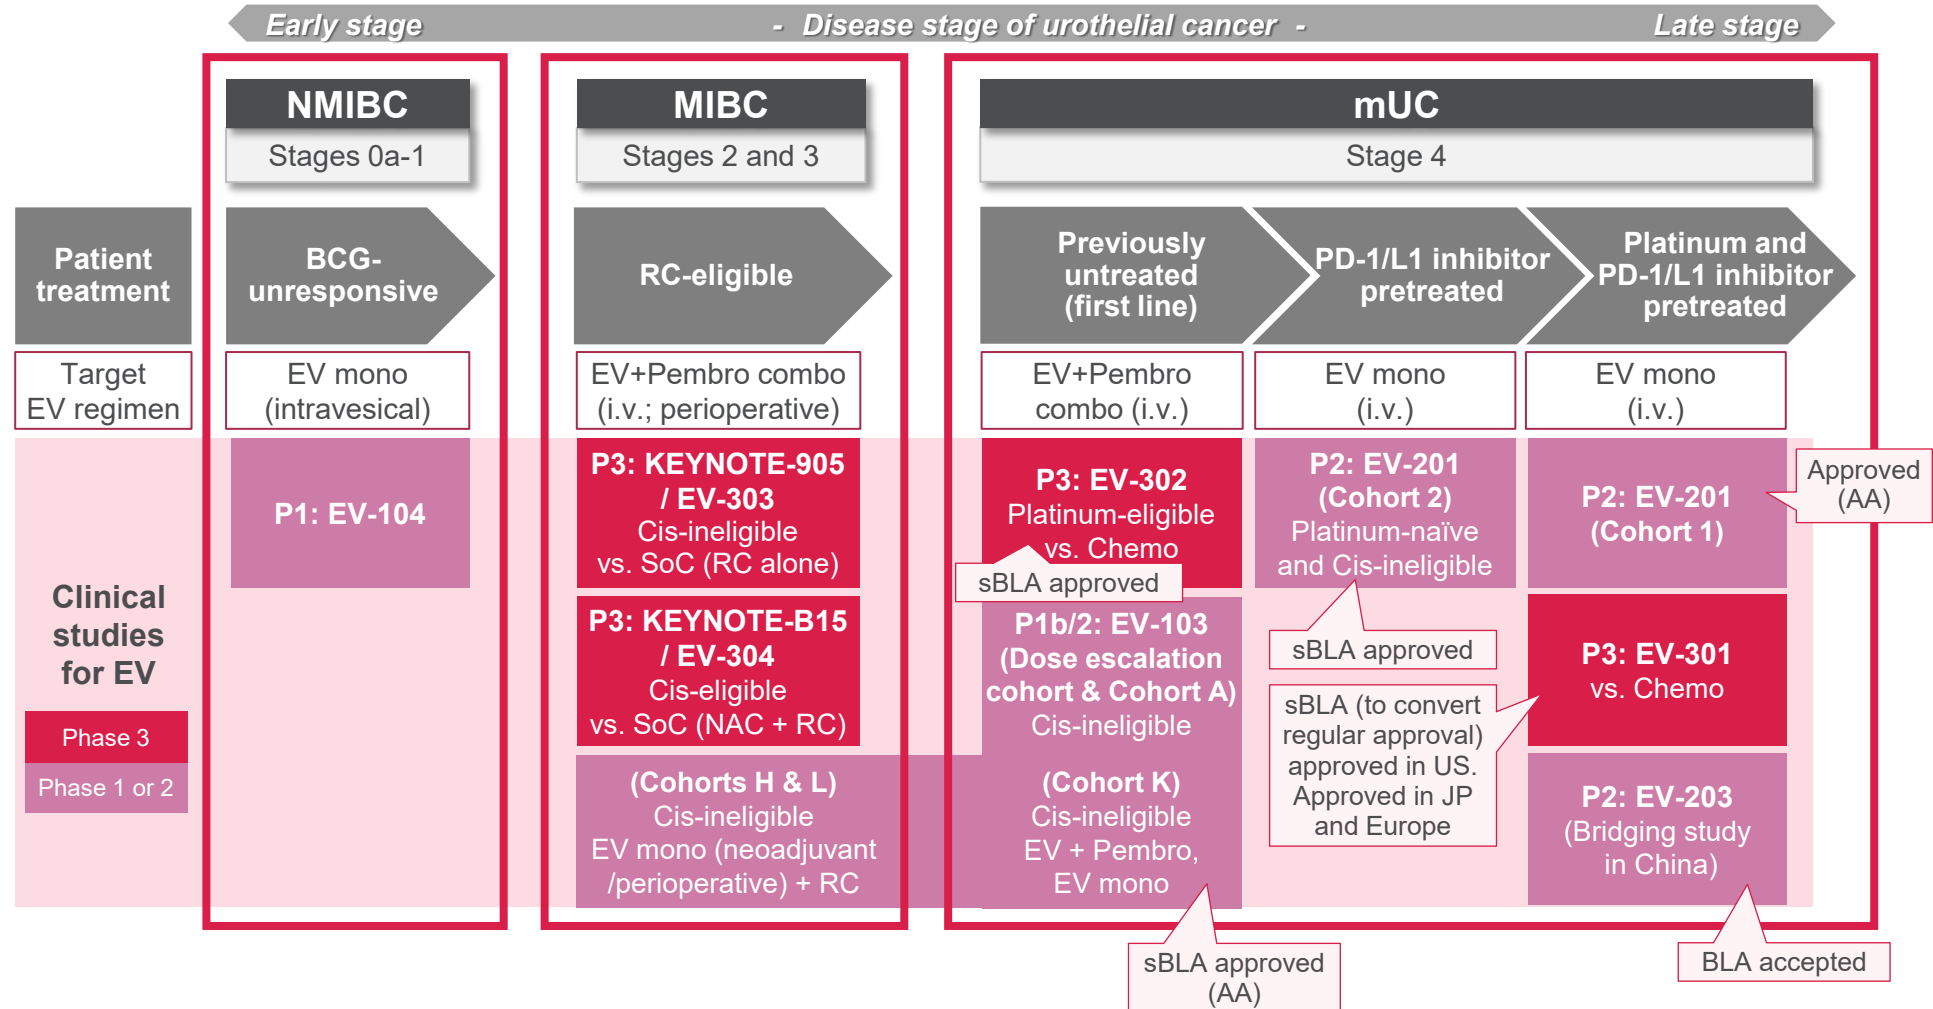 Early stage - Disease stage of urothelial cancer - Late stage
NMIBC
Stages 0a-1
MIBC
Stages 2 and 3
mUC
Stage 4
Patient
treatment
BCG-
unresponsive
RC-eligible
Previously
untreated
(first line)
PD-1/L1 inhibitor
pretreated
Platinum and
PD-1/L1 inhibitor
pretreated
Target
EV regimen
EV mono
(intravesical)
EV+Pembro combo
(i.v.; perioperative)
EV+Pembro
combo (i.v.)
EV mono
(i.v.)
EV mono
(i.v.)
Clinical
studies
for EV
Phase 3
Phase 1 or 2
P1: EV-104
P3: KEYNOTE-905
/ EV-303
Cis-ineligible
vs. SoC (RC alone)
P3: KEYNOTE-B15
/ EV-304
Cis-eligible
vs. SoC (NAC + RC)
(Cohorts H & L)
Cis-ineligible
EV mono (neoadjuvant
/perioperative) + RC
P3: EV-302
Platinum-eligible
vs. Chemo
sBLA approved
P1b/2: EV-103
(Dose escalation
cohort & Cohort A)
Cis-ineligible
(Cohort K)
Cis-ineligible
EV + Pembro,
EV mono
sBLA approved
(AA)
P2: EV-201
(Cohort 2)
Platinum-naïve
and Cis-ineligible
sBLA approved
sBLA (to convert
regular approval)
approved in US.
Approved in JP
and Europe
P2: EV-201
(Cohort 1)
Approved
(AA)
P3: EV-301
vs. Chemo
P2: EV-203
(Bridging study
in China)
BLA accepted